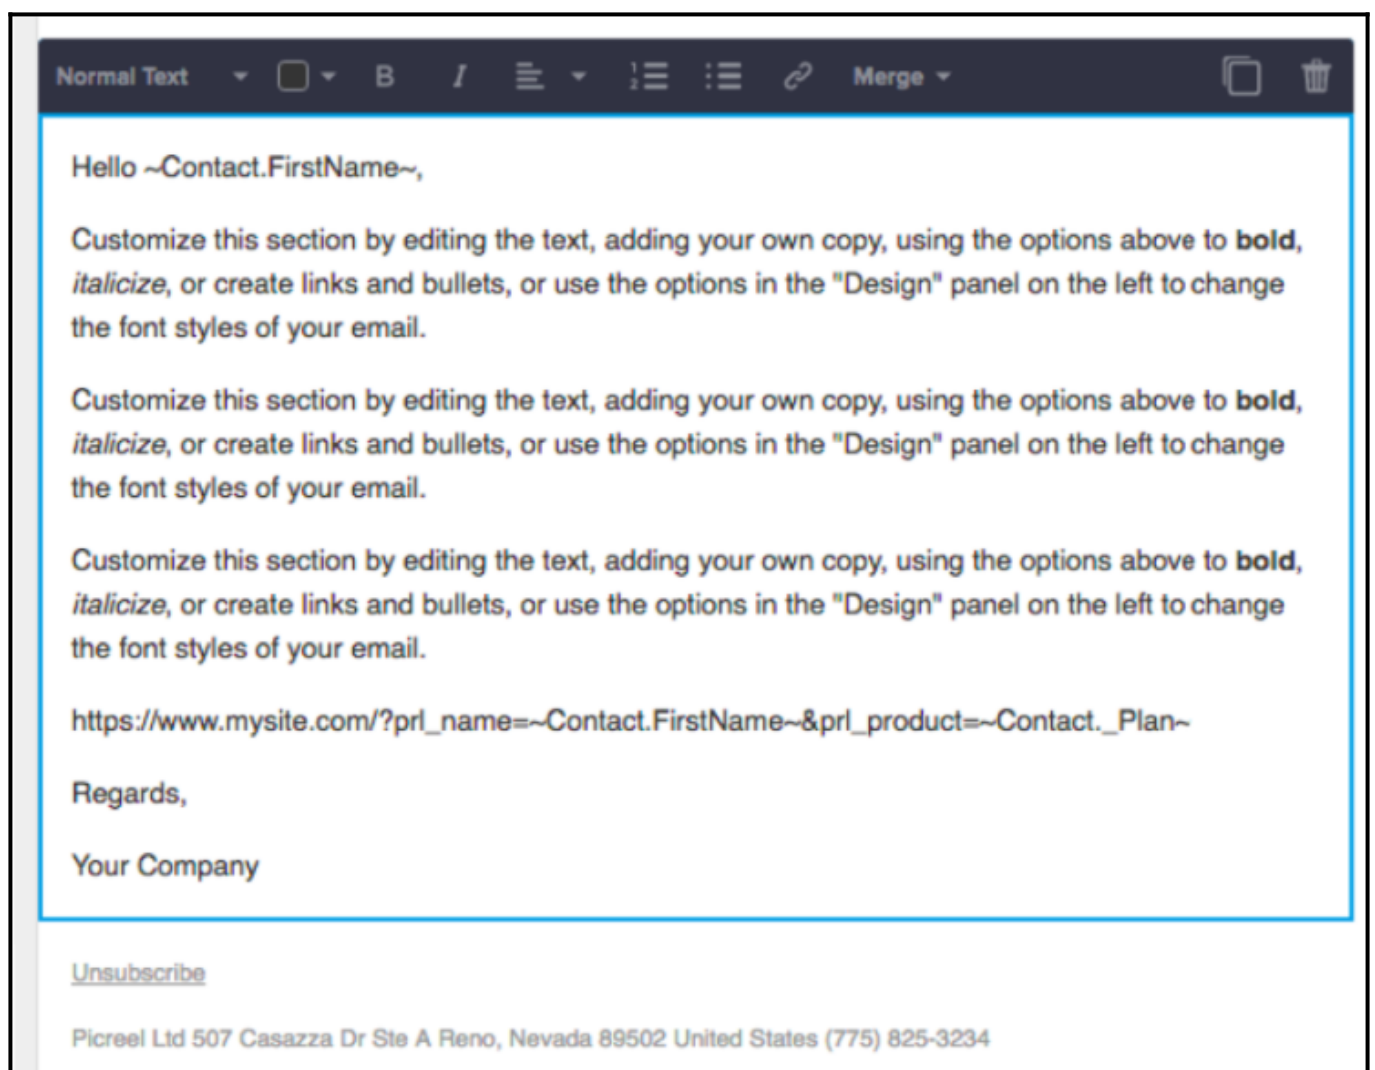 Normal Text B I Merge
Hello ~Contact.FirstName~,
Customize this section by editing the text, adding your own copy, using the options above to bold,
italicize, or create links and bullets, or use the options in the "Design" panel on the left to change
the font styles of your email.
Customize this section by editing the text, adding your own copy, using the options above to bold,
italicize, or create links and bullets, or use the options in the "Design" panel on the left to change
the font styles of your email.
Customize this section by editing the text, adding your own copy, using the options above to bold,
italicize, or create links and bullets, or use the options in the "Design" panel on the left to change
the font styles of your email.
https://www.mysite.com/?prl_name=~Contact.FirstName~&prl_product=~Contact._Plan~
Regards,
Your Company
Unsubscribe
Picreel Ltd 507 Casazza Dr Ste A Reno, Nevada 89502 United States (775) 825-3234